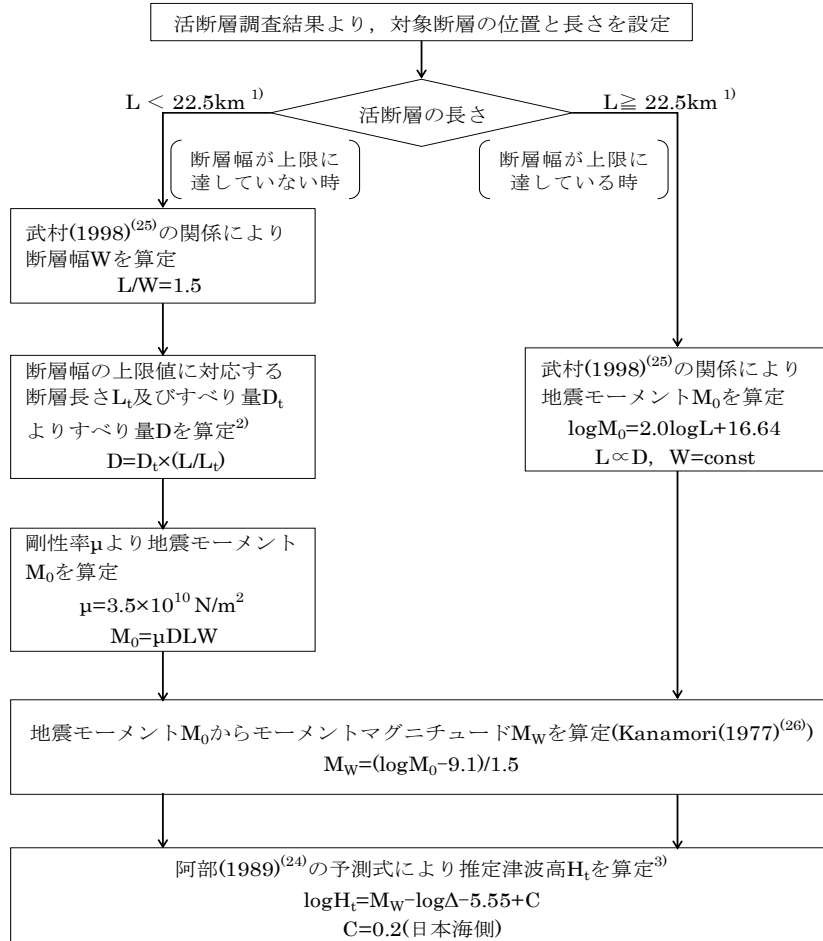 活断層調査結果より，対象断層の位置と長さを設定
L < 22.5km 1)
L≧ 22.5km 1)
活断層の長さ
断層幅が上限に
達していない時
断層幅が上限に
達している時
武村(1998)(25)の関係により
断層幅Wを算定
L/W=1.5
断層幅の上限値に対応する
断層長さLt及びすべり量Dt
よりすべり量Dを算定2)
D=Dt×(L/Lt)
剛性率μより地震モーメント
M0を算定
μ=3.5×10^10 N/m^2
M0=μDLW
武村(1998)(25)の関係により
地震モーメントM0を算定
logM0=2.0logL+16.64
L∝D，W=const
地震モーメントM0からモーメントマグニチュードMWを算定(Kanamori(1977)(26))
MW=(logM0-9.1)/1.5
阿部(1989)(24)の予測式により推定津波高Htを算定3)
logHt=MW-logΔ-5.55+C
C=0.2(日本海側)